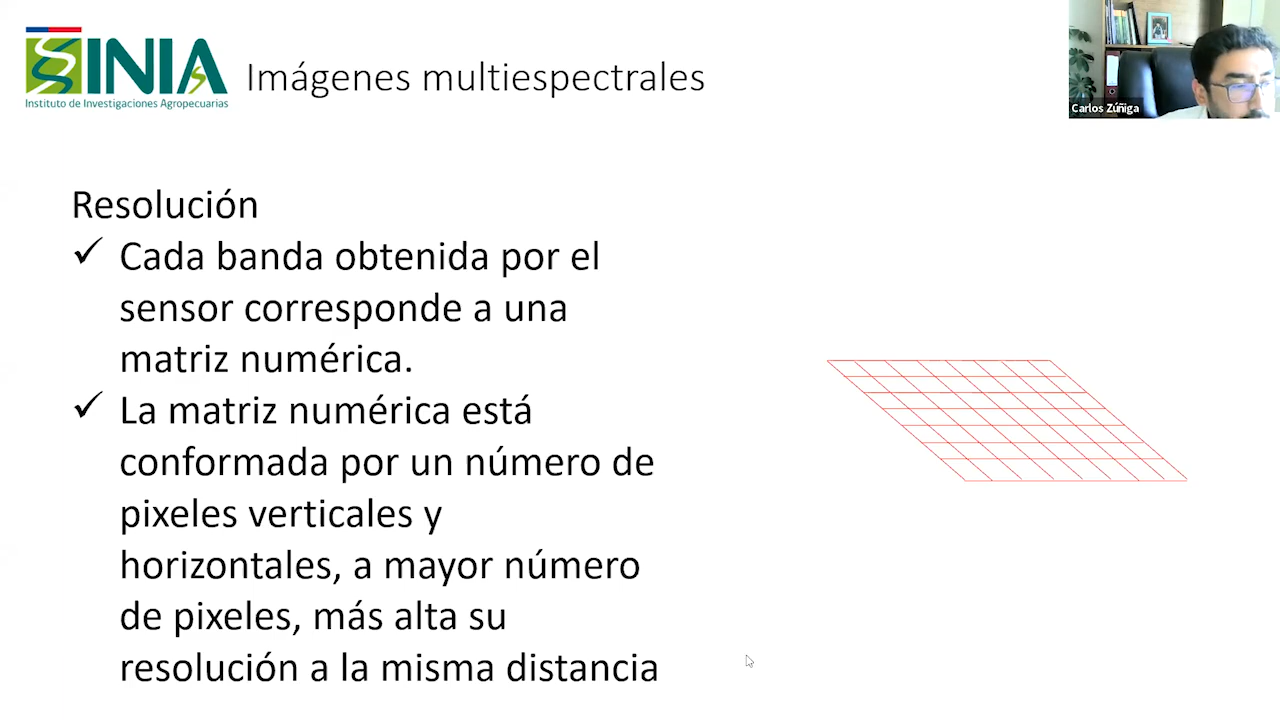 INIA
Instituto de Investigaciones Agropecuarias
Imágenes multiespectrales
Carlos Zúñiga
Resolución
✓ Cada banda obtenida por el
sensor corresponde a una
matriz numérica.
✓ La matriz numérica está
conformada por un número de
pixeles verticales y
horizontales, a mayor número
de pixeles, más alta su
resolución a la misma distancia